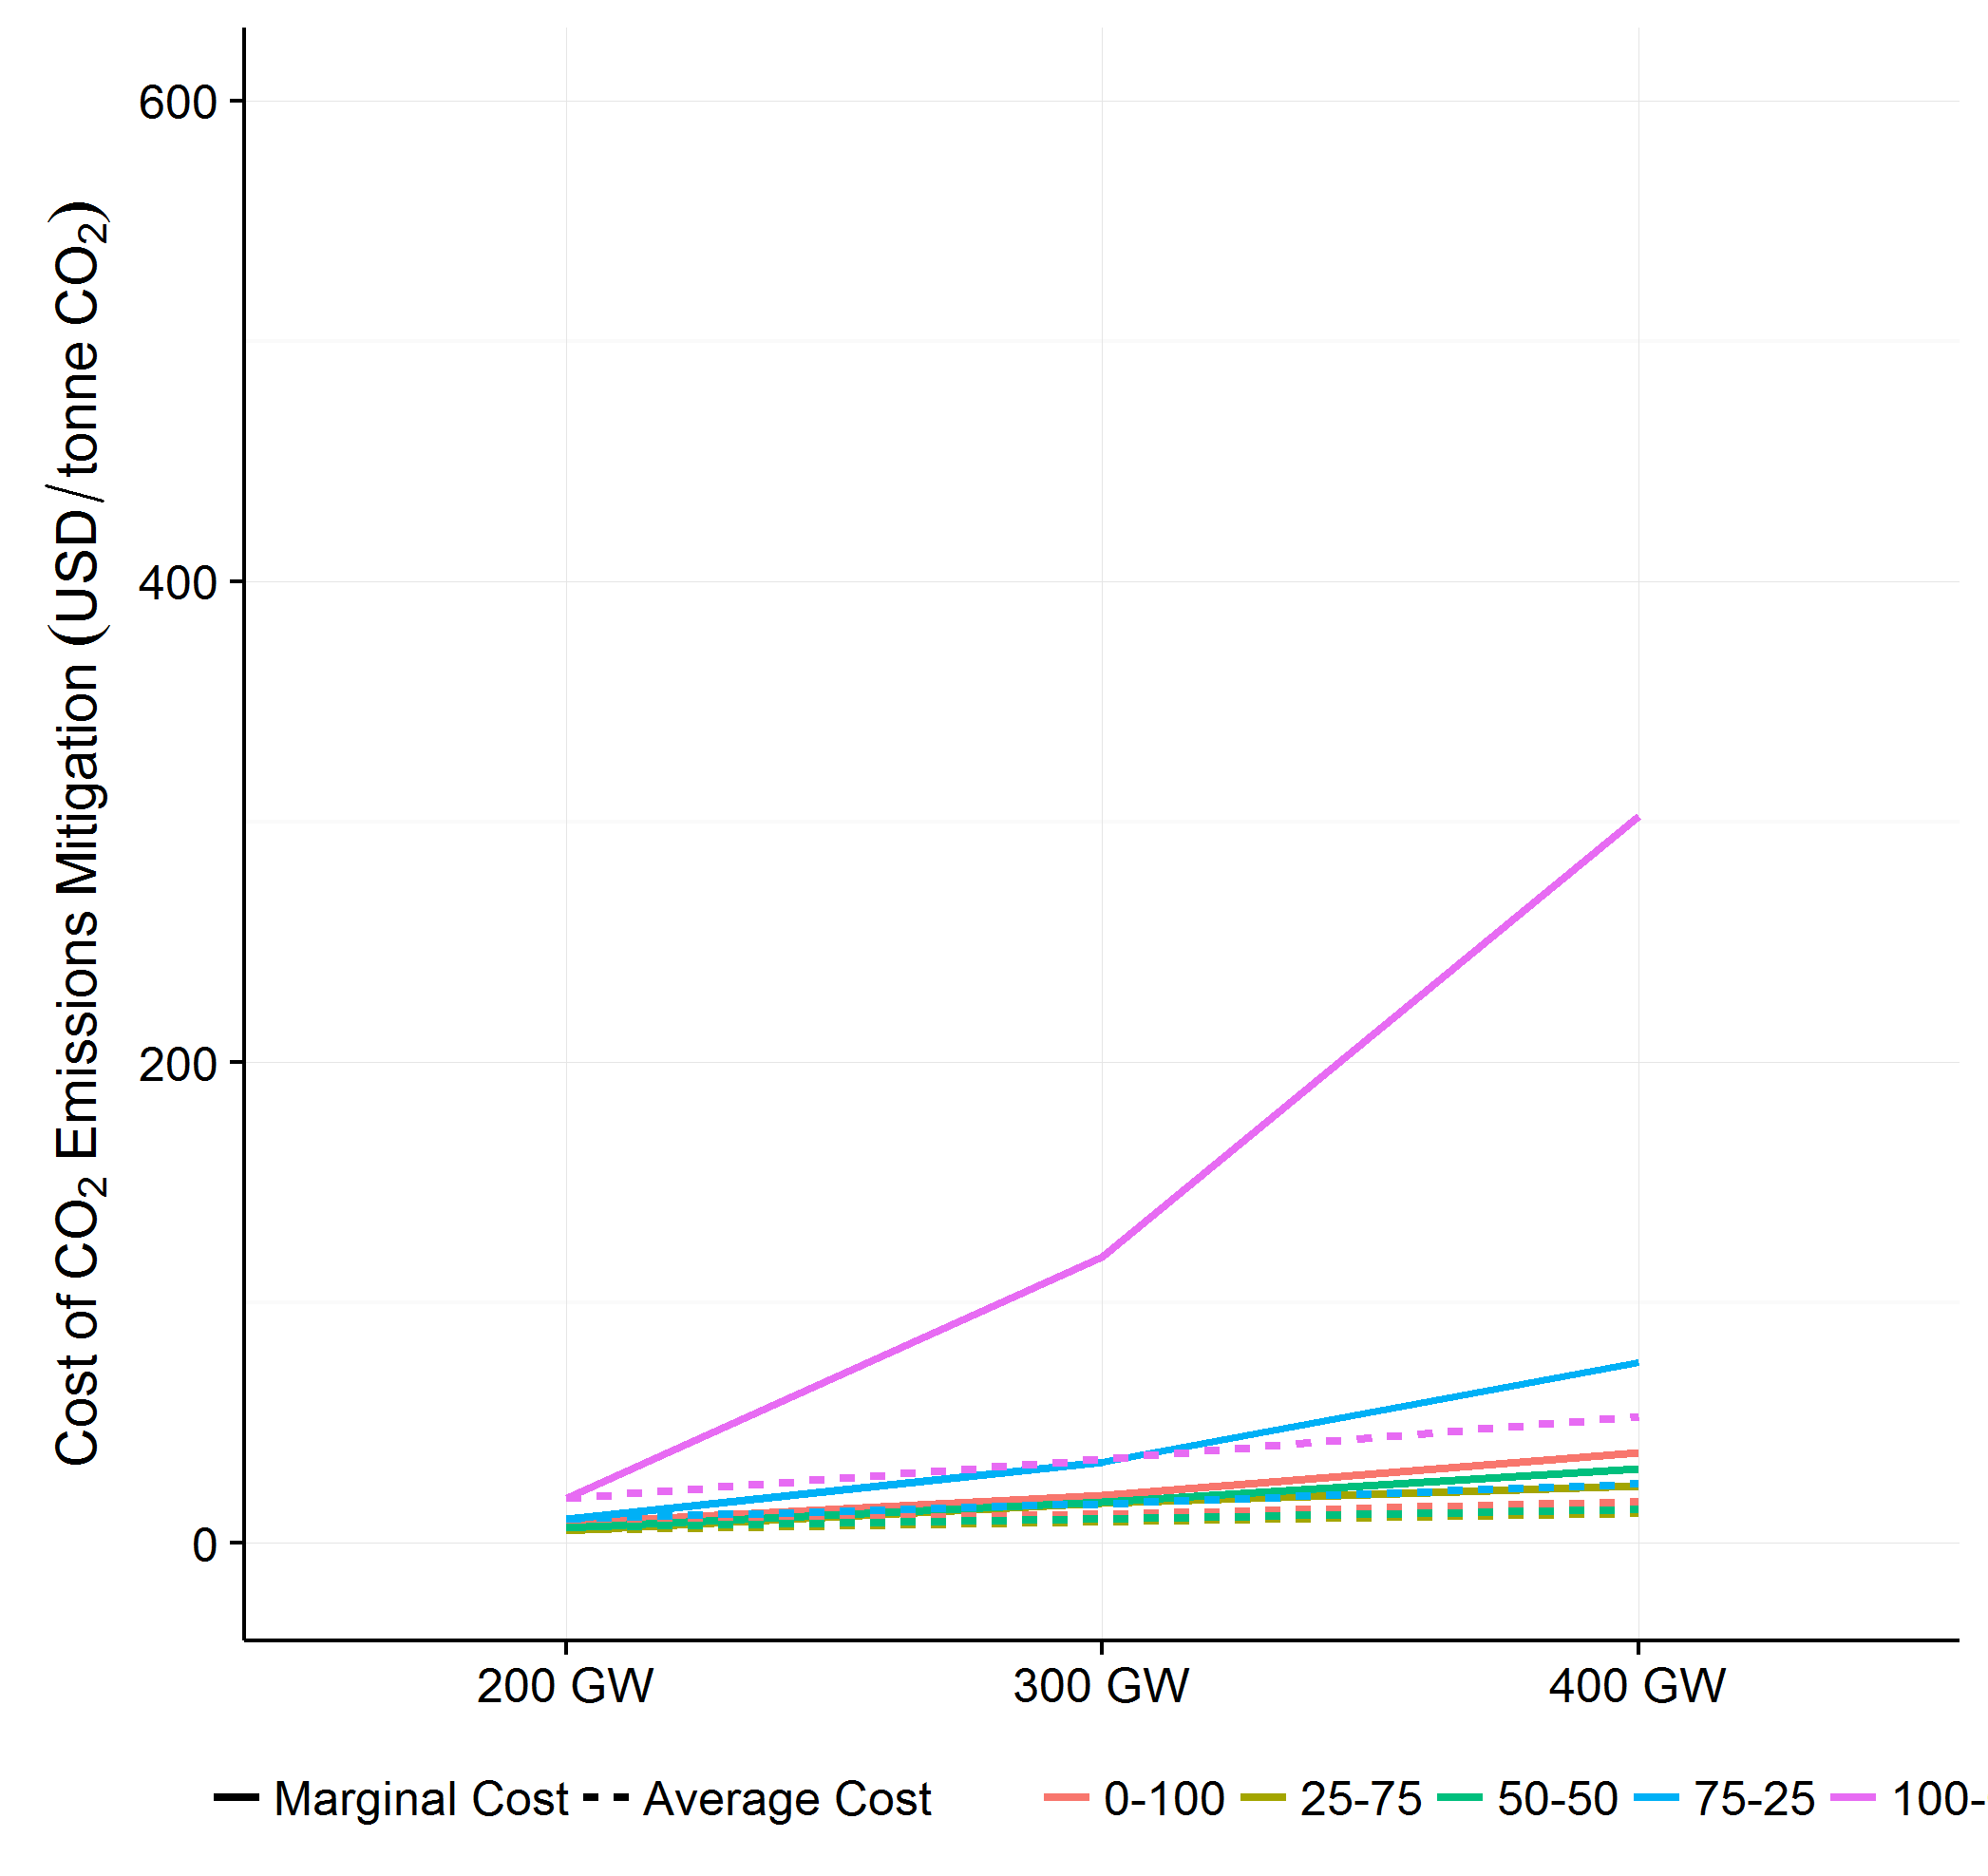 Cost of CO₂ Emissions Mitigation (USD/tonne CO₂)
600
400
200
0
200 GW 300 GW 400 GW
Marginal Cost Average Cost 0-100 25-75 50-50 75-25 100-